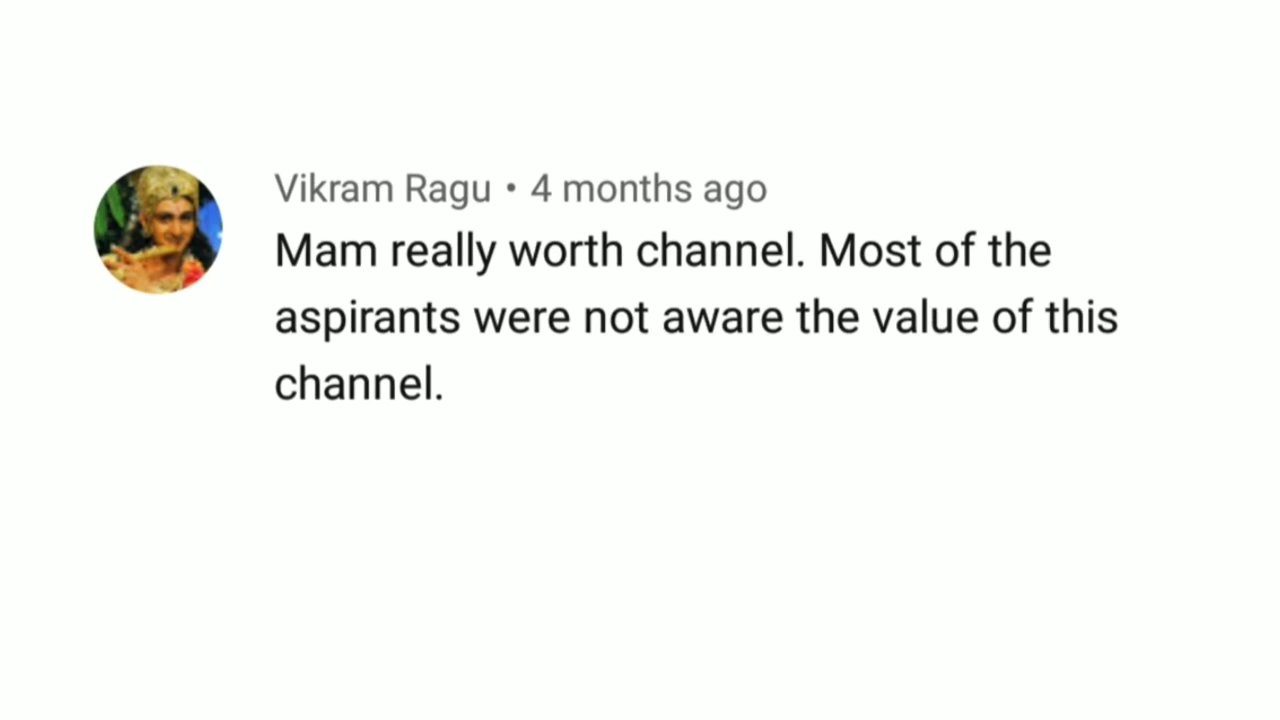 Vikram Ragu • 4 months ago
Mam really worth channel. Most of the
aspirants were not aware the value of this
channel.